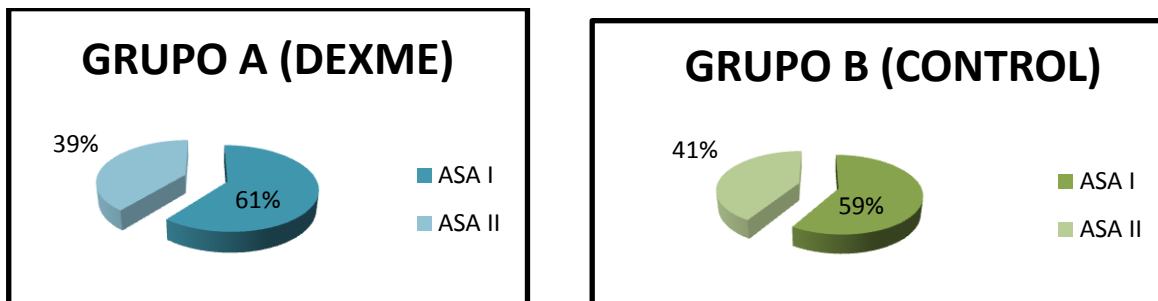 GRUPO A (DEXME)
39%
61%
ASA I
ASA II
GRUPO B (CONTROL)
41%
59%
ASA I
ASA II